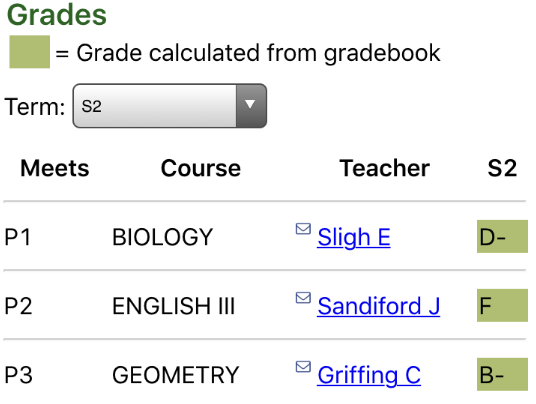 Grades
= Grade calculated from gradebook
Term: S2
Meets Course Teacher S2
P1 BIOLOGY Sligh E D-
P2 ENGLISH III Sandiford J F
P3 GEOMETRY Griffing C B-